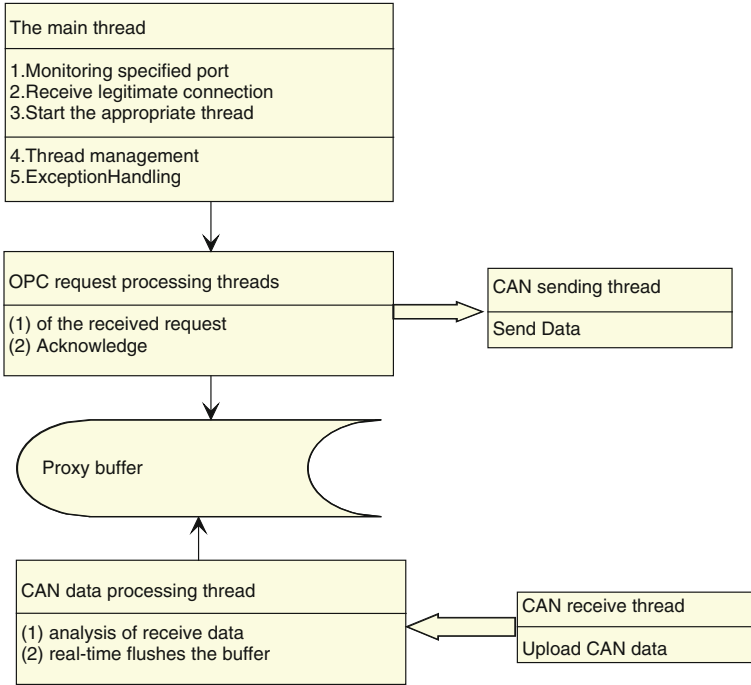 The main thread
1.Monitoring specified port
2.Receive legitimate connection
3.Start the appropriate thread
4.Thread management
5.ExceptionHandling
OPC request processing threads
(1) of the received request
(2) Acknowledge
CAN sending thread
Send Data
Proxy buffer
CAN data processing thread
(1) analysis of receive data
(2) real-time flushes the buffer
CAN receive thread
Upload CAN data